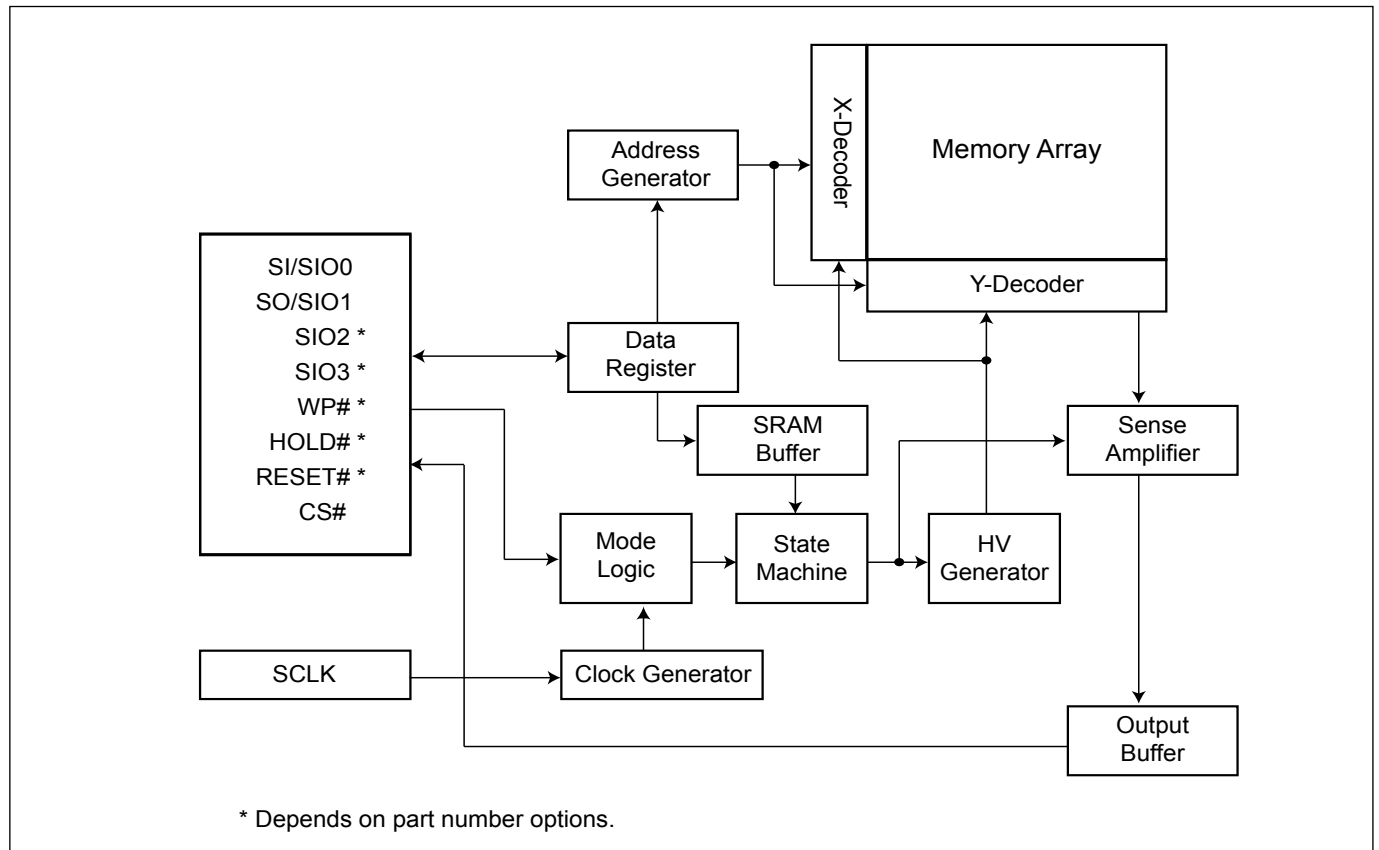 SI/SIO0
SO/SIO1
SIO2 *
SIO3 *
WP# *
HOLD# *
RESET# *
CS#
SCLK
Address
Generator
Data
Register
SRAM
Buffer
Mode
Logic
State
Machine
HV
Generator
Clock Generator
X-Decoder
Memory Array
Y-Decoder
Sense
Amplifier
Output
Buffer
* Depends on part number options.